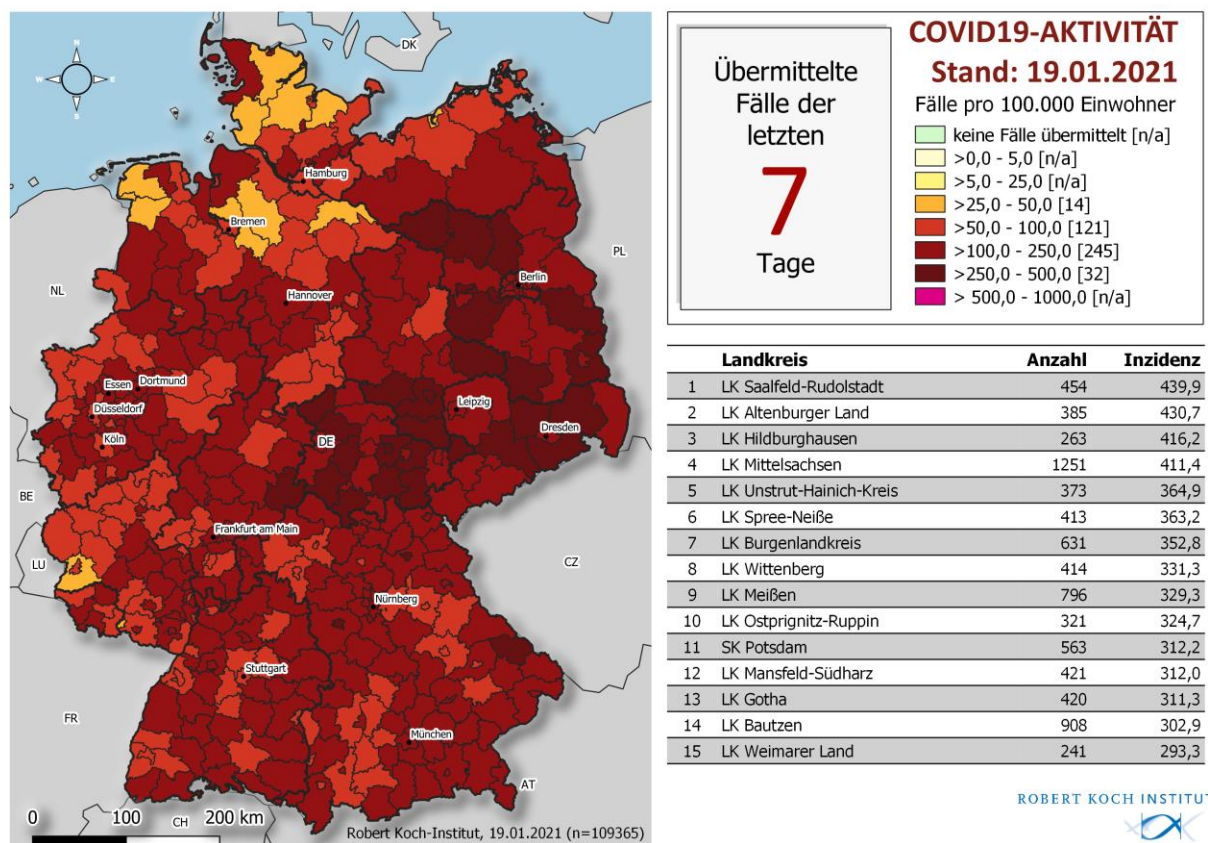 N
W E
S
DK
Hamburg
Bremen
PL
NL
Berlin
Hannover
Essen
Dortmund
Düsseldorf
Leipzig
Köln
DE
Dresden
BE
Frankfurt am Main
LU
CZ
Nürnberg
Stuttgart
FR
München
AT
CH
0 100 200 km
Robert Koch-Institut, 19.01.2021 (n=109365)
Übermittelte
Fälle der
letzten
7
Tage
COVID19-AKTIVITÄT
Stand: 19.01.2021
Fälle pro 100.000 Einwohner
keine Fälle übermittelt [n/a]
>0,0 - 5,0 [n/a]
>5,0 - 25,0 [n/a]
>25,0 - 50,0 [14]
>50,0 - 100,0 [121]
>100,0 - 250,0 [245]
>250,0 - 500,0 [32]
> 500,0 - 1000,0 [n/a]
Landkreis Anzahl Inzidenz
1 LK Saalfeld-Rudolstadt 454 439,9
2 LK Altenburger Land 385 430,7
3 LK Hildburghausen 263 416,2
4 LK Mittelsachsen 1251 411,4
5 LK Unstrut-Hainich-Kreis 373 364,9
6 LK Spree-Neiße 413 363,2
7 LK Burgenlandkreis 631 352,8
8 LK Wittenberg 414 331,3
9 LK Meißen 796 329,3
10 LK Ostprignitz-Ruppin 321 324,7
11 SK Potsdam 563 312,2
12 LK Mansfeld-Südharz 421 312,0
13 LK Gotha 420 311,3
14 LK Bautzen 908 302,9
15 LK Weimarer Land 241 293,3
ROBERT KOCH INSTITUT